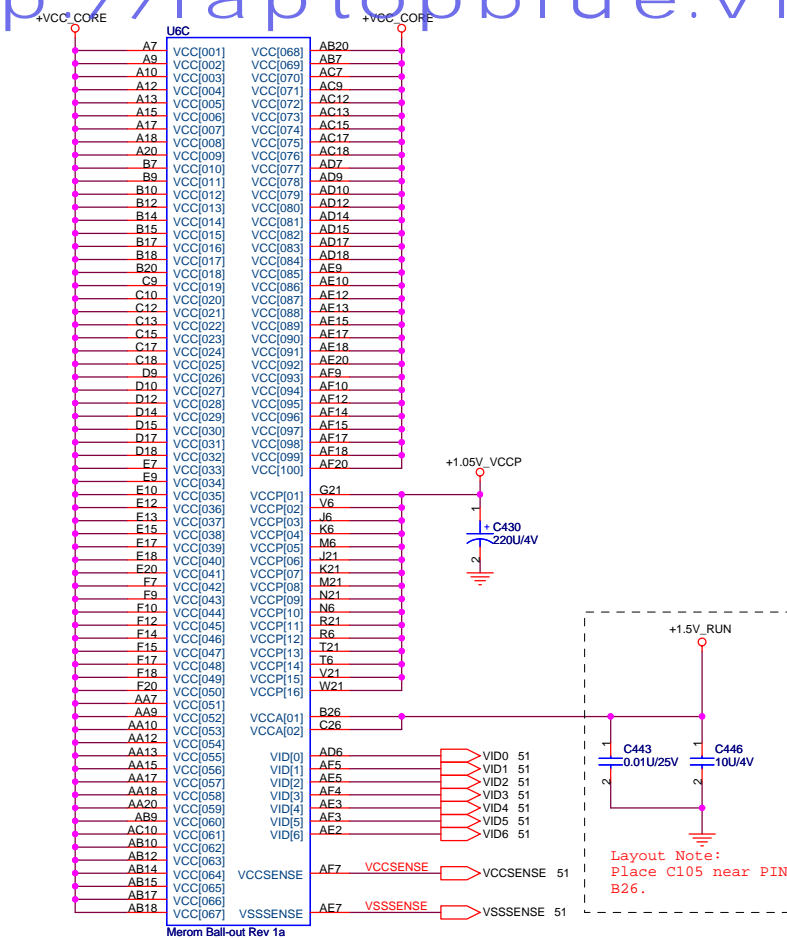 p://laptopblue.vi
+VCC_CORE +VCC_CORE
U6C
A7 VCC[001] VCC[068] AB20
A9 VCC[002] VCC[069] AB7
A10 VCC[003] VCC[070] AC7
A12 VCC[004] VCC[071] AC9
A13 VCC[005] VCC[072] AC12
A15 VCC[006] VCC[073] AC13
A17 VCC[007] VCC[074] AC15
A18 VCC[008] VCC[075] AC17
A20 VCC[009] VCC[076] AC18
B7 VCC[010] VCC[077] AD7
B9 VCC[011] VCC[078] AD9
B10 VCC[012] VCC[079] AD10
B12 VCC[013] VCC[080] AD12
B14 VCC[014] VCC[081] AD14
B15 VCC[015] VCC[082] AD15
B17 VCC[016] VCC[083] AD17
B18 VCC[017] VCC[084] AD18
B20 VCC[018] VCC[085] AE9
C9 VCC[019] VCC[086] AE10
C10 VCC[020] VCC[087] AE12
C12 VCC[021] VCC[088] AE13
C13 VCC[022] VCC[089] AE15
C15 VCC[023] VCC[090] AE17
C17 VCC[024] VCC[091] AE18
C18 VCC[025] VCC[092] AE20
D9 VCC[026] VCC[093] AF9
D10 VCC[027] VCC[094] AF10
D12 VCC[028] VCC[095] AF12
D14 VCC[029] VCC[096] AF14
D15 VCC[030] VCC[097] AF15
D17 VCC[031] VCC[098] AF17
D18 VCC[032] VCC[099] AF18
E7 VCC[033] VCC[100] AF20
E9 VCC[034]
E10 VCC[035] VCCP[01] G21
E12 VCC[036] VCCP[02] V6
E13 VCC[037] VCCP[03] J6
E15 VCC[038] VCCP[04] K6
E17 VCC[039] VCCP[05] M6
E18 VCC[040] VCCP[06] J21
E20 VCC[041] VCCP[07] K21
F7 VCC[042] VCCP[08] M21
F9 VCC[043] VCCP[09] N21
F10 VCC[044] VCCP[10] N6
F12 VCC[045] VCCP[11] R21
F14 VCC[046] VCCP[12] R6
F15 VCC[047] VCCP[13] T21
F17 VCC[048] VCCP[14] T6
F18 VCC[049] VCCP[15] V21
F20 VCC[050] VCCP[16] W21
AA7 VCC[051]
AA9 VCC[052] VCCA[01] B26
AA10 VCC[053] VCCA[02] C26
AA12 VCC[054]
AA13 VCC[055] VID[0] AD6 VID0 51
AA15 VCC[056] VID[1] AF5 VID1 51
AA17 VCC[057] VID[2] AE5 VID2 51
AA18 VCC[058] VID[3] AF4 VID3 51
AA20 VCC[059] VID[4] AE3 VID4 51
AB9 VCC[060] VID[5] AF3 VID5 51
AC10 VCC[061] VID[6] AE2 VID6 51
AB10 VCC[062]
AB12 VCC[063]
AB14 VCC[064] VCCSENSE AF7 VCCSENSE VCCSENSE 51
AB15 VCC[065]
AB17 VCC[066]
AB18 VCC[067] VSSSENSE AE7 VSSSENSE VSSSENSE 51
Merom Ball-out Rev 1a
+1.05V_VCCP
1
+ C430
220U/4V
2
+1.5V_RUN
1 1
C443 C446
0.01U/25V 10U/4V
2 2
Layout Note:
Place C105 near PIN
B26.